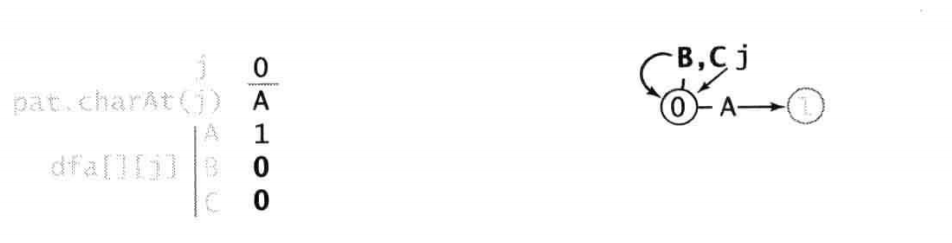 j 0
pat.charAt(j) A
A 1
dfa[][j] B 0
C 0
B,C j
0 A 1